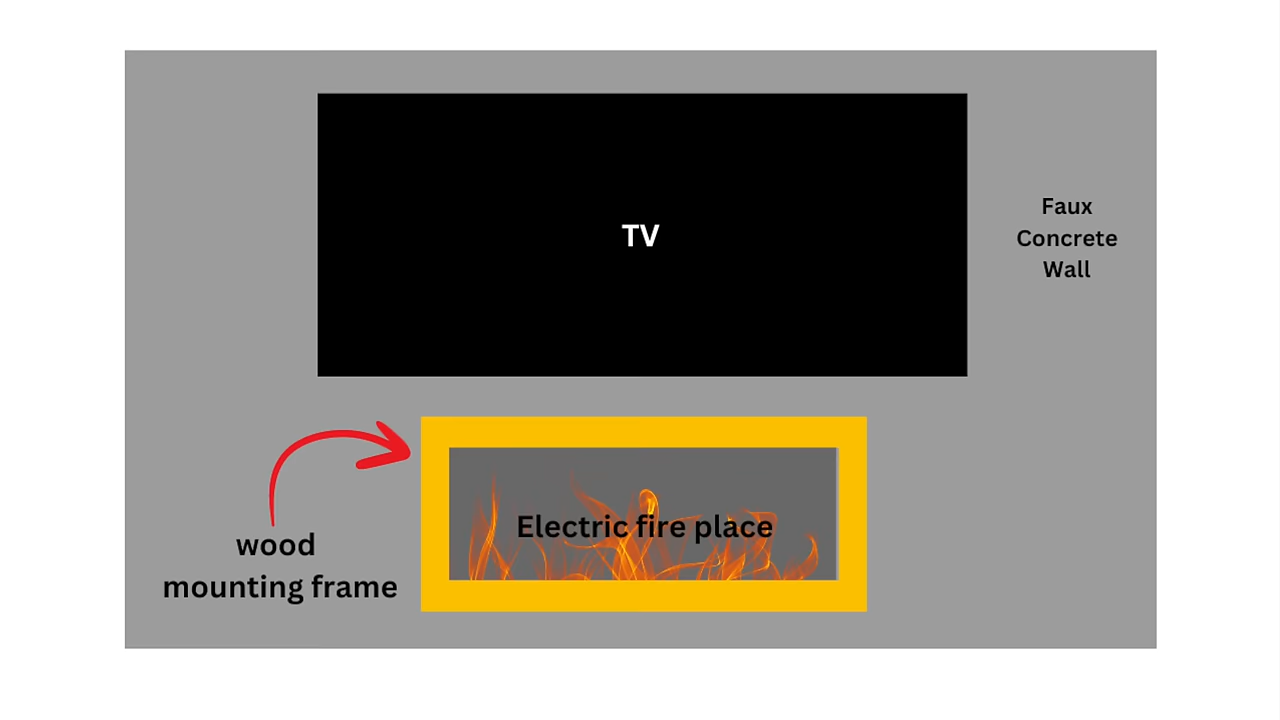 TV
Faux
Concrete
Wall
Electric fire place
wood
mounting frame